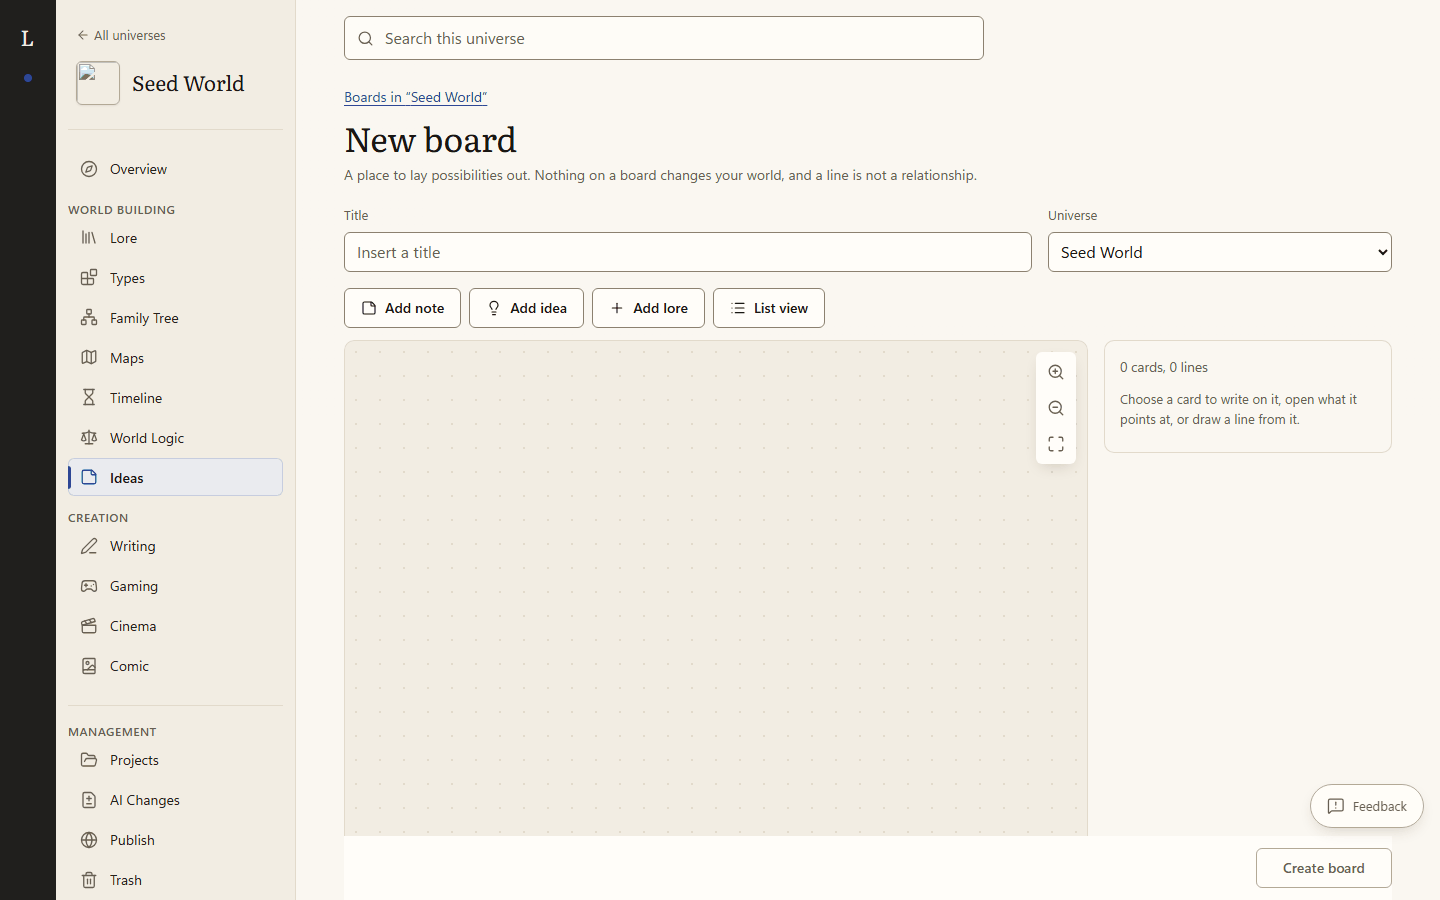 L
All universes
Seed World
Overview
WORLD BUILDING
Lore
Types
Family Tree
Maps
Timeline
World Logic
Ideas
CREATION
Writing
Gaming
Cinema
Comic
MANAGEMENT
Projects
AI Changes
Publish
Trash
Search this universe
Boards in “Seed World”
New board
A place to lay possibilities out. Nothing on a board changes your world, and a line is not a relationship.
Title
Universe
Insert a title
Seed World
Add note
Add idea
Add lore
List view
0 cards, 0 lines
Choose a card to write on it, open what it
points at, or draw a line from it.
Feedback
Create board